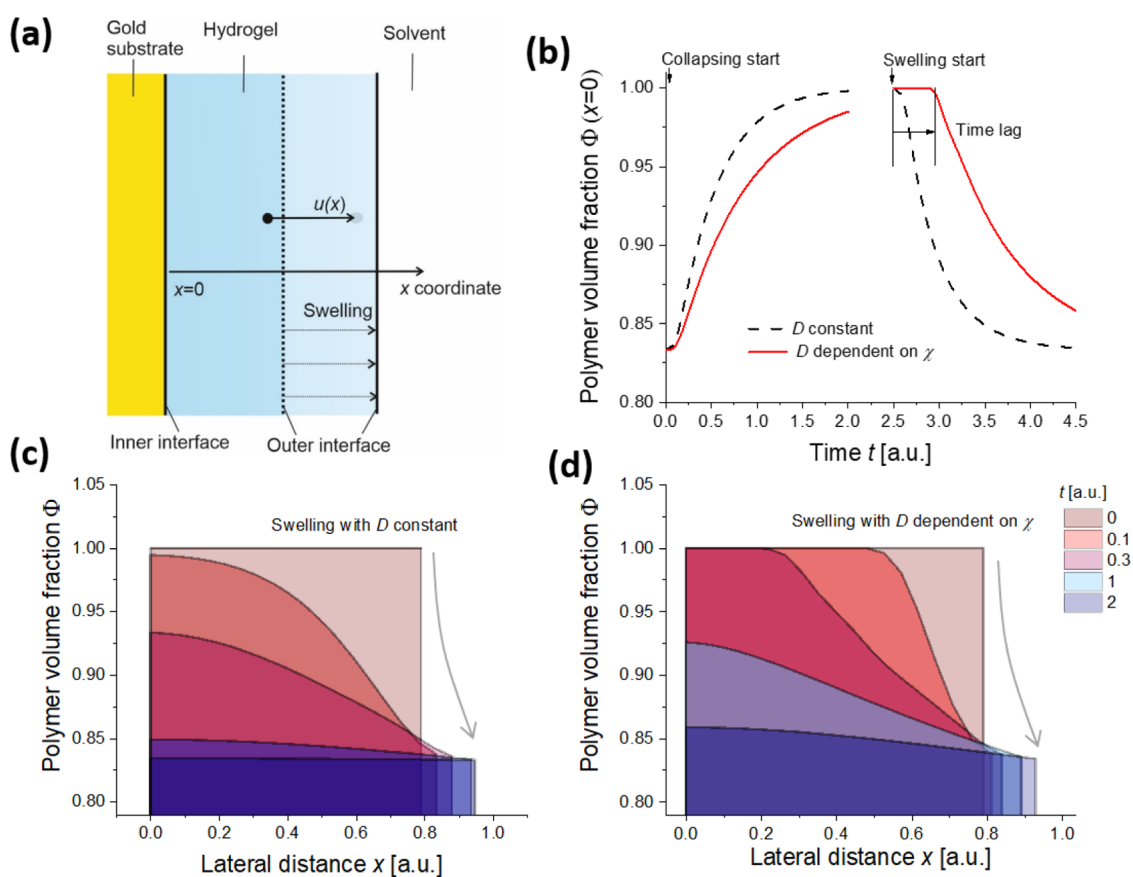 (a)
Gold
substrate
Hydrogel
Solvent
u(x)
x=0
x coordinate
Swelling
Inner interface
Outer interface
(b)
Collapsing start
Swelling start
Time lag
D constant
D dependent on χ
Polymer volume fraction Φ (x=0)
1.00
0.95
0.90
0.85
0.80
0.0 0.5 1.0 1.5 2.0 2.5 3.0 3.5 4.0 4.5
Time t [a.u.]
(c)
Swelling with D constant
Polymer volume fraction Φ
1.05
1.00
0.95
0.90
0.85
0.80
0.0 0.2 0.4 0.6 0.8 1.0
Lateral distance x [a.u.]
(d)
Swelling with D dependent on χ
Polymer volume fraction Φ
1.05
1.00
0.95
0.90
0.85
0.80
0.0 0.2 0.4 0.6 0.8 1.0
Lateral distance x [a.u.]
t [a.u.]
0
0.1
0.3
1
2